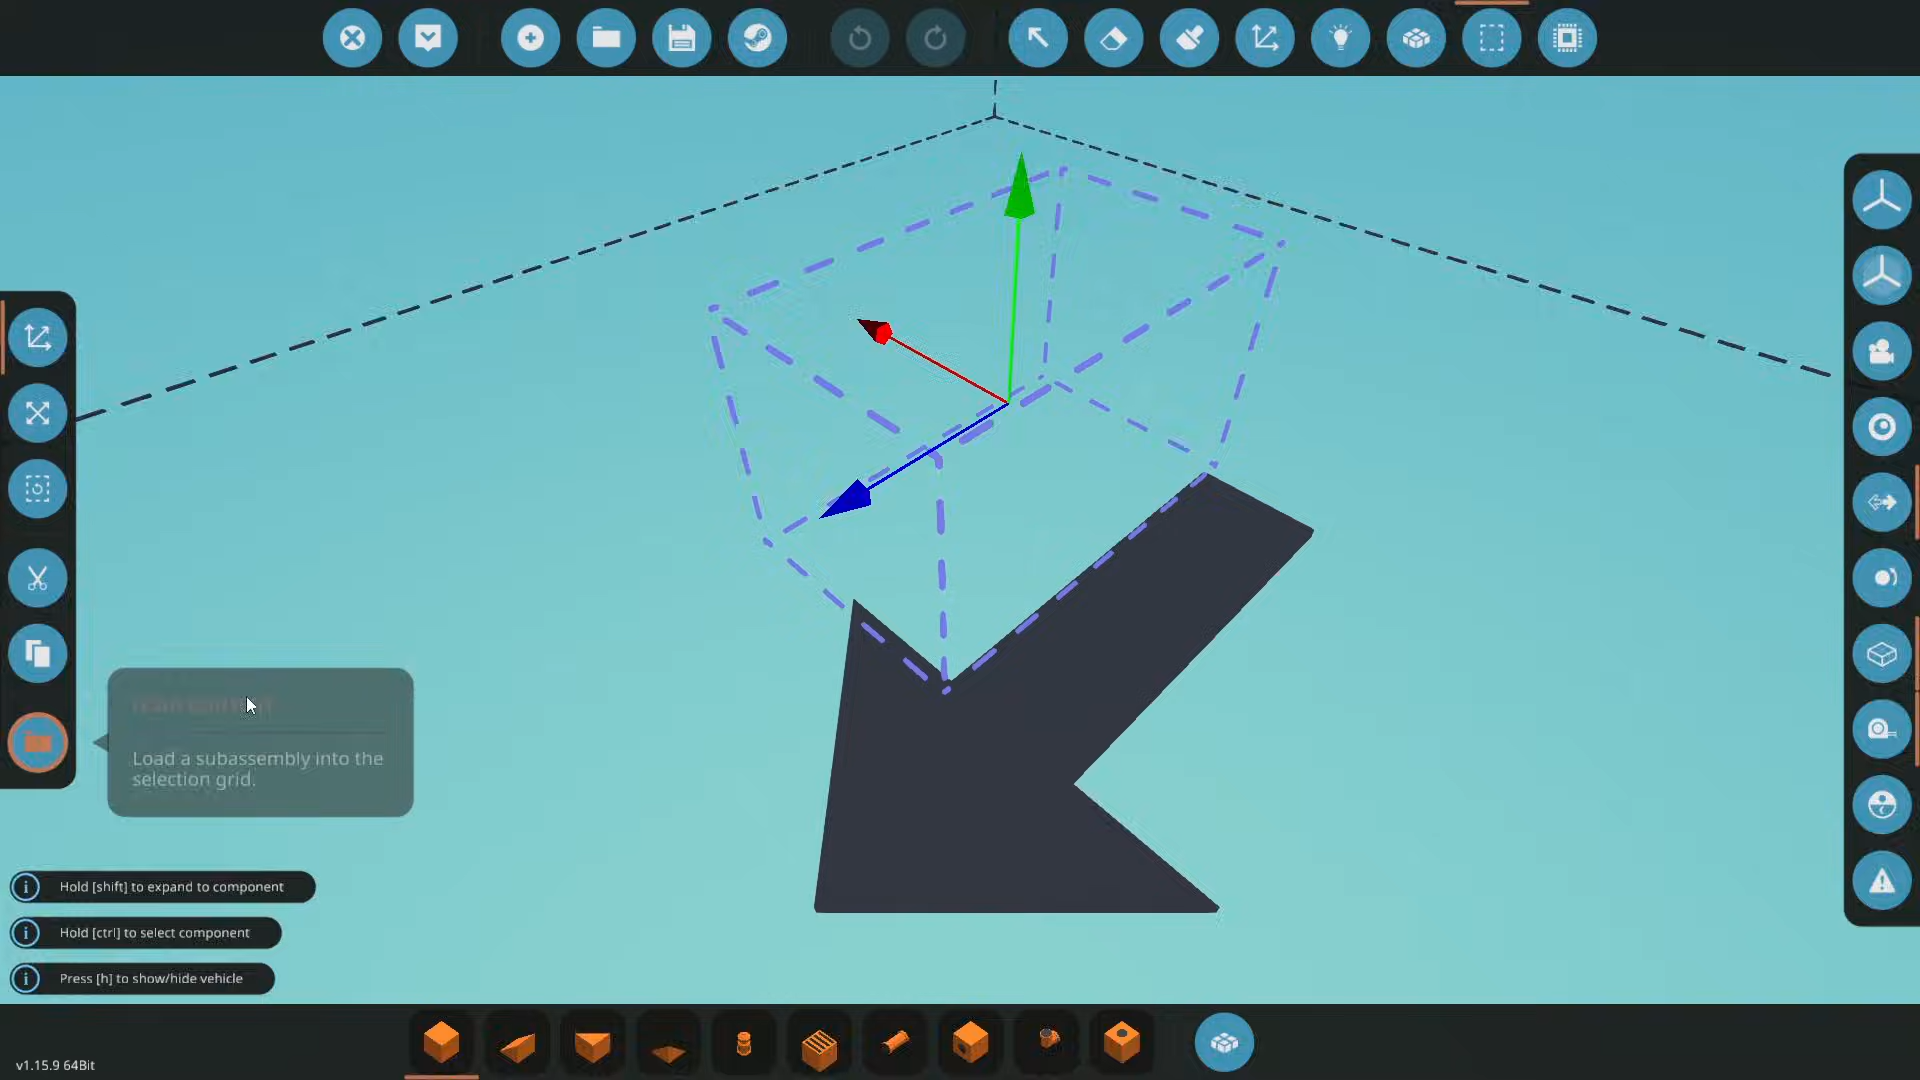 Load a subassembly into the
selection grid.
Hold [shift] to expand to component
Hold [ctrl] to select component
Press [h] to show/hide vehicle
v1.15.9 64Bit